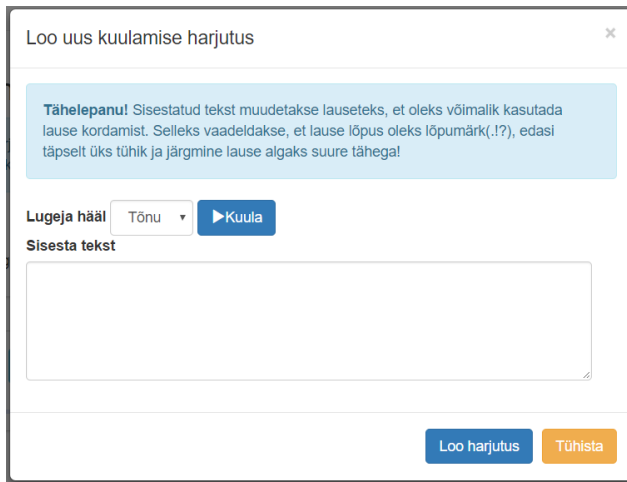 Loo uus kuulamise harjutus
×
Tähelepanu! Sisestatud tekst muudetakse lauseteks, et oleks võimalik kasutada
lause kordamist. Selleks vaadeldakse, et lause lõpus oleks lõpumärk(.!?), edasi
täpselt üks tühik ja järgmine lause algaks suure tähega!
Lugeja hääl Tõnu Kuula
Sisesta tekst
Loo harjutus Tühista